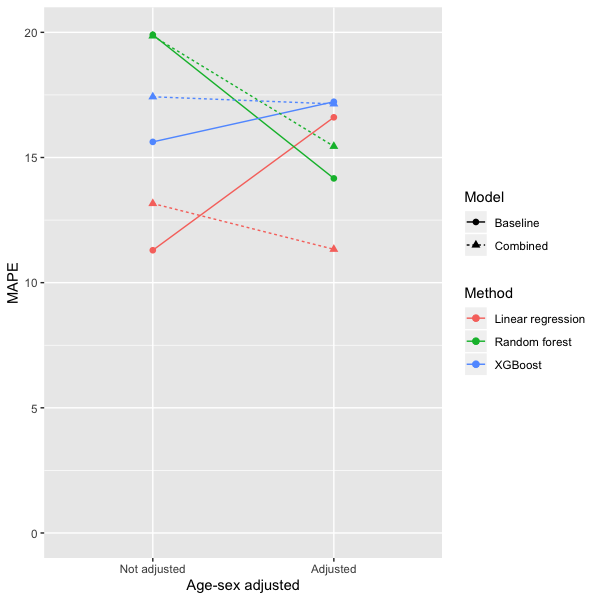 20
15
10
5
0
MAPE
Not adjusted
Adjusted
Age-sex adjusted
Model
Baseline
Combined
Method
Linear regression
Random forest
XGBoost